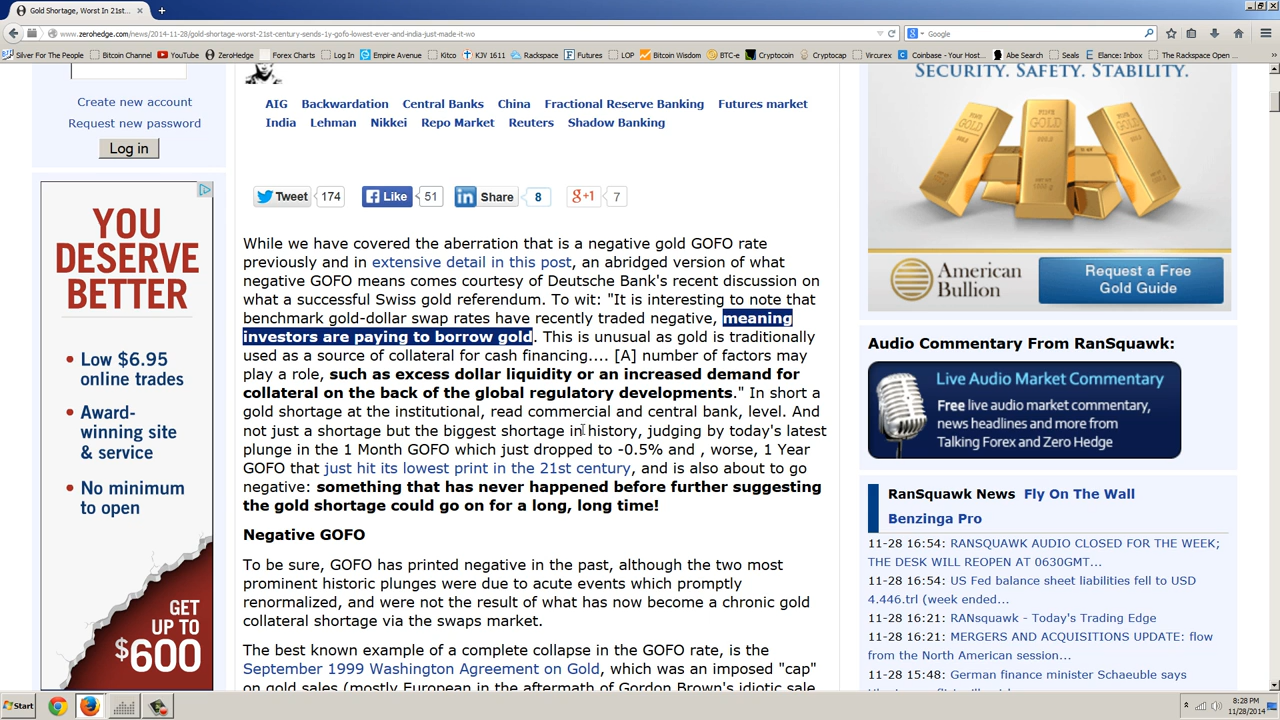 Gold Shortage, Worst In 21st...
www.zerohedge.com/news/2014-11-28/gold-shortage-worst-21st-century-sends-1y-gofo-lowest-ever-and-india-just-made-it-wo
Google
Silver For The People
Bitcoin Channel
YouTube
ZeroHedge
Forex Charts
Log In
Empire Avenue
Kitco
KJV 1611
Rackspace
Futures
LOP
Bitcoin Wisdom
BTC-e
Cryptocoin
Cryptocap
Vircurex
Coinbase - Your Hos...
Abe Search
Seals
Elance: Inbox
The Rackspace Open ...
Create new account
Request new password
Log in
YOU
DESERVE
BETTER
• Low $6.95
online trades
• Award-
winning site
& service
• No minimum
to open
GET
UP TO
$600
AIG Backwardation Central Banks China Fractional Reserve Banking Futures market
India Lehman Nikkei Repo Market Reuters Shadow Banking
Tweet 174 Like 51 Share 8 g+1 7
While we have covered the aberration that is a negative gold GOFO rate
previously and in extensive detail in this post, an abridged version of what
negative GOFO means comes courtesy of Deutsche Bank's recent discussion on
what a successful Swiss gold referendum. To wit: "It is interesting to note that
benchmark gold-dollar swap rates have recently traded negative, meaning
investors are paying to borrow gold. This is unusual as gold is traditionally
used as a source of collateral for cash financing.... [A] number of factors may
play a role, such as excess dollar liquidity or an increased demand for
collateral on the back of the global regulatory developments." In short a
gold shortage at the institutional, read commercial and central bank, level. And
not just a shortage but the biggest shortage in history, judging by today's latest
plunge in the 1 Month GOFO which just dropped to -0.5% and , worse, 1 Year
GOFO that just hit its lowest print in the 21st century, and is also about to go
negative: something that has never happened before further suggesting
the gold shortage could go on for a long, long time!
Negative GOFO
To be sure, GOFO has printed negative in the past, although the two most
prominent historic plunges were due to acute events which promptly
renormalized, and were not the result of what has now become a chronic gold
collateral shortage via the swaps market.
The best known example of a complete collapse in the GOFO rate, is the
September 1999 Washington Agreement on Gold, which was an imposed "cap"
on gold sales (mostly European in the aftermath of Gordon Brown's idiotic sale
SECURITY. SAFETY. STABILITY.
FINE
GOLD
American
Bullion
Request a Free
Gold Guide
Audio Commentary From RanSquawk:
Live Audio Market Commentary
Free live audio market commentary,
news headlines and more from
Talking Forex and Zero Hedge
RanSquawk News Fly On The Wall
Benzinga Pro
11-28 16:54: RANSQUAWK AUDIO CLOSED FOR THE WEEK;
THE DESK WILL REOPEN AT 0630GMT...
11-28 16:54: US Fed balance sheet liabilities fell to USD
4.446.trl (week ended...
11-28 16:21: RANsquawk - Today's Trading Edge
11-28 16:21: MERGERS AND ACQUISITIONS UPDATE: flow
from the North American session...
11-28 15:48: German finance minister Schaeuble says
Start
8:28 PM
11/28/2014